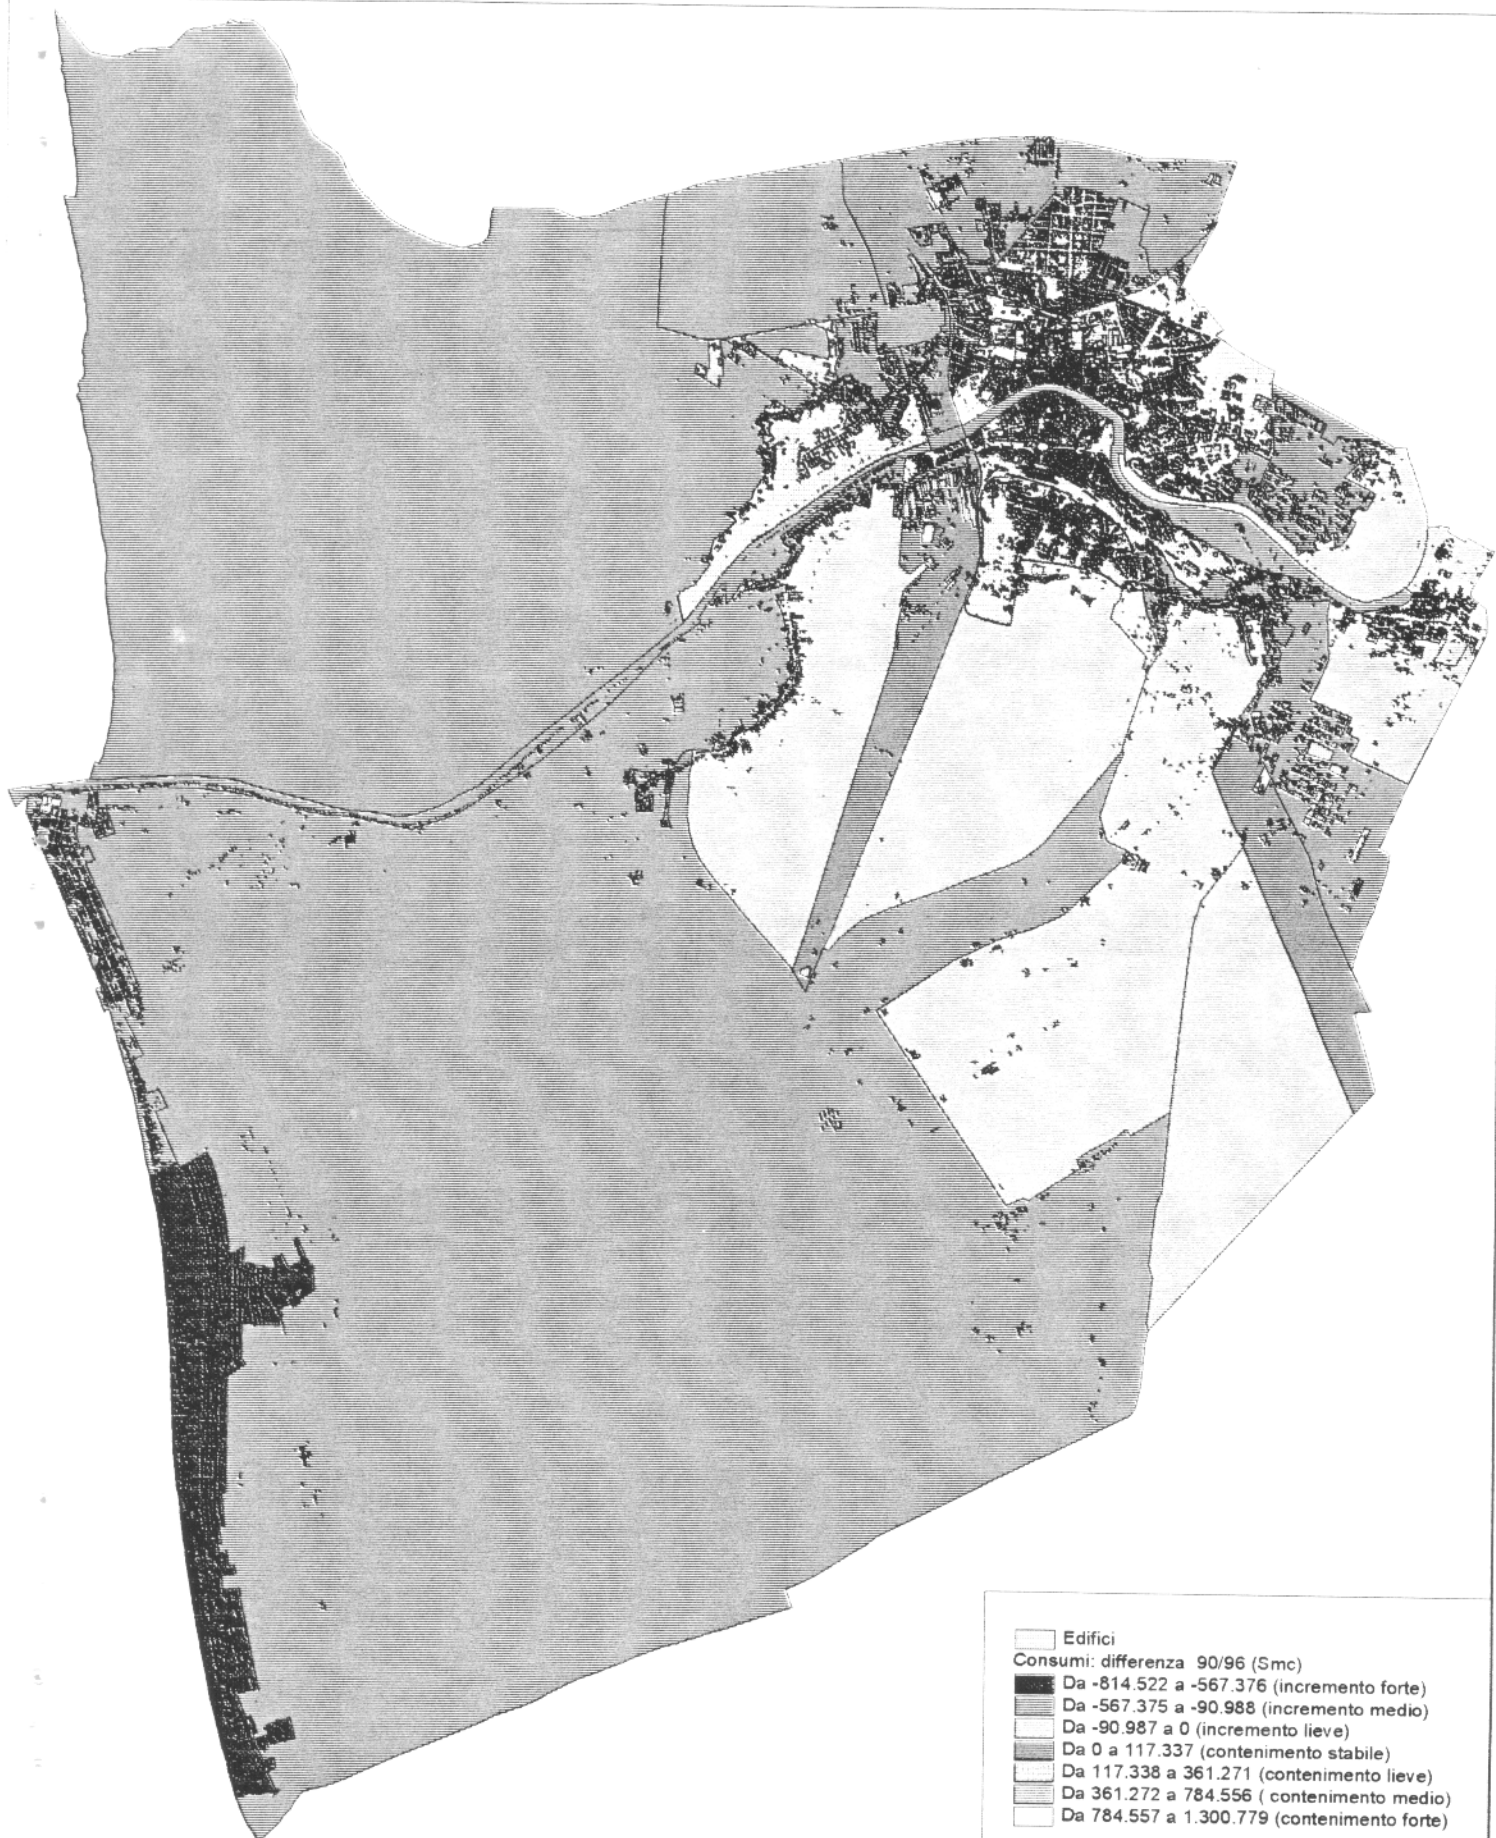 Edifici
Consumi: differenza 90/96 (Smc)
Da -814.522 a -567.376 (incremento forte)
Da -567.375 a -90.988 (incremento medio)
Da -90.987 a 0 (incremento lieve)
Da 0 a 117.337 (contenimento stabile)
Da 117.338 a 361.271 (contenimento lieve)
Da 361.272 a 784.556 ( contenimento medio)
Da 784.557 a 1.300.779 (contenimento forte)